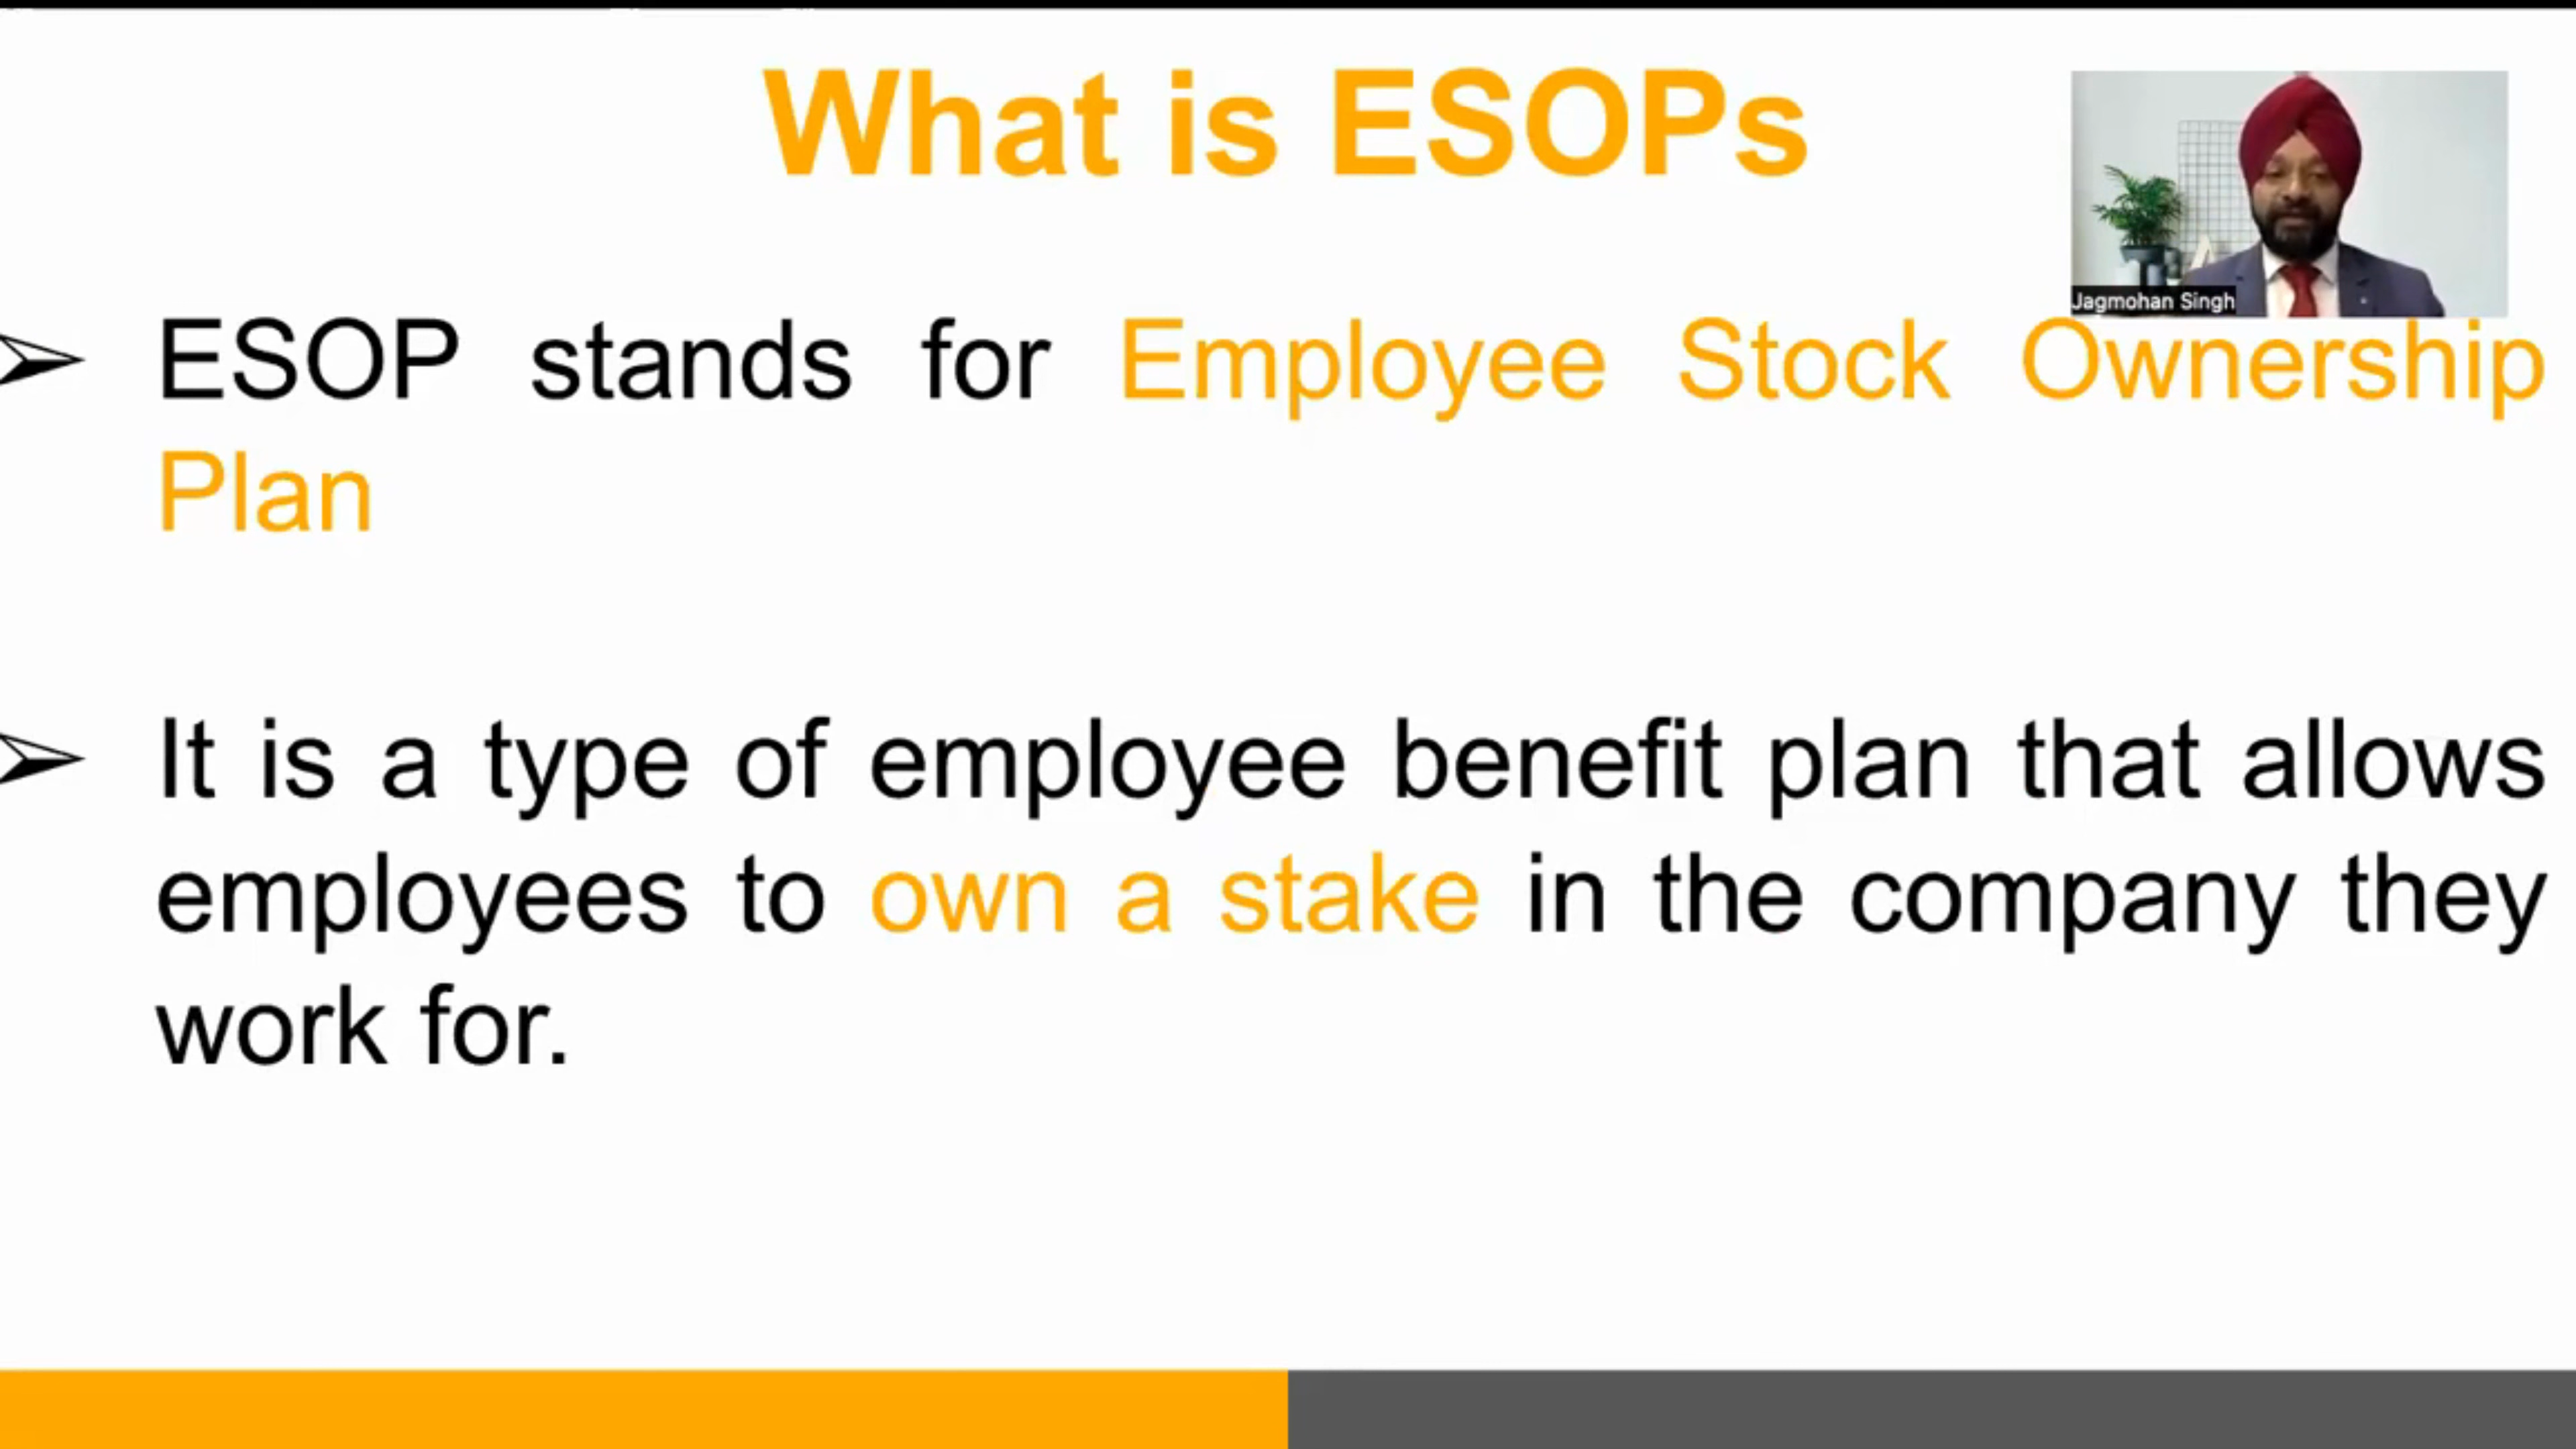 What is ESOPs
Jagmohan Singh
➢ ESOP stands for Employee Stock Ownership
Plan
➢ It is a type of employee benefit plan that allows
employees to own a stake in the company they
work for.